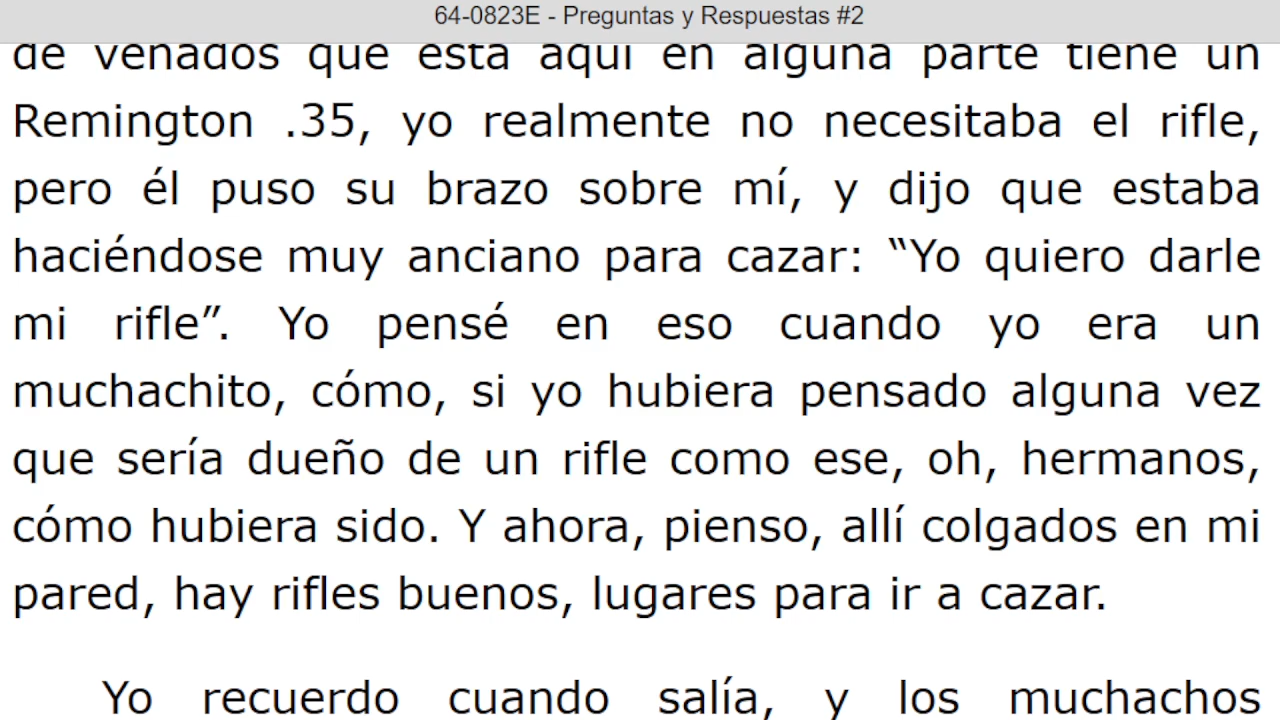 64-0823E - Preguntas y Respuestas #2
de venados que está aquí en alguna parte tiene un
Remington .35, yo realmente no necesitaba el rifle,
pero él puso su brazo sobre mí, y dijo que estaba
haciéndose muy anciano para cazar: “Yo quiero darle
mi rifle”. Yo pensé en eso cuando yo era un
muchachito, cómo, si yo hubiera pensado alguna vez
que sería dueño de un rifle como ese, oh, hermanos,
cómo hubiera sido. Y ahora, pienso, allí colgados en mi
pared, hay rifles buenos, lugares para ir a cazar.
Yo recuerdo cuando salía, y los muchachos